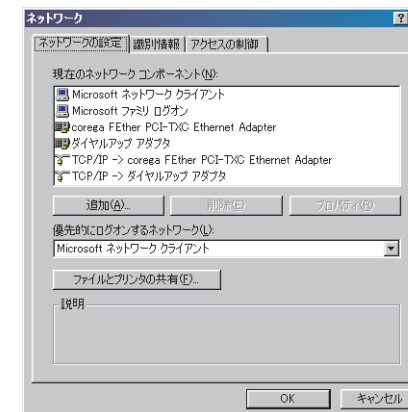 ネットワーク ?
ネットワークの設定 識別情報 アクセスの制御
現在のネットワーク コンポーネント(N):
Microsoft ネットワーク クライアント
Microsoft ファミリ ログオン
corega FEther PCI-TXC Ethernet Adapter
ダイヤルアップ アダプタ
TCP/IP -> corega FEther PCI-TXC Ethernet Adapter
TCP/IP -> ダイヤルアップ アダプタ
追加(A)... 削除(E) プロパティ(R)
優先的にログオンするネットワーク(L):
Microsoft ネットワーク クライアント
ファイルとプリンタの共有(F)...
説明
OK キャンセル